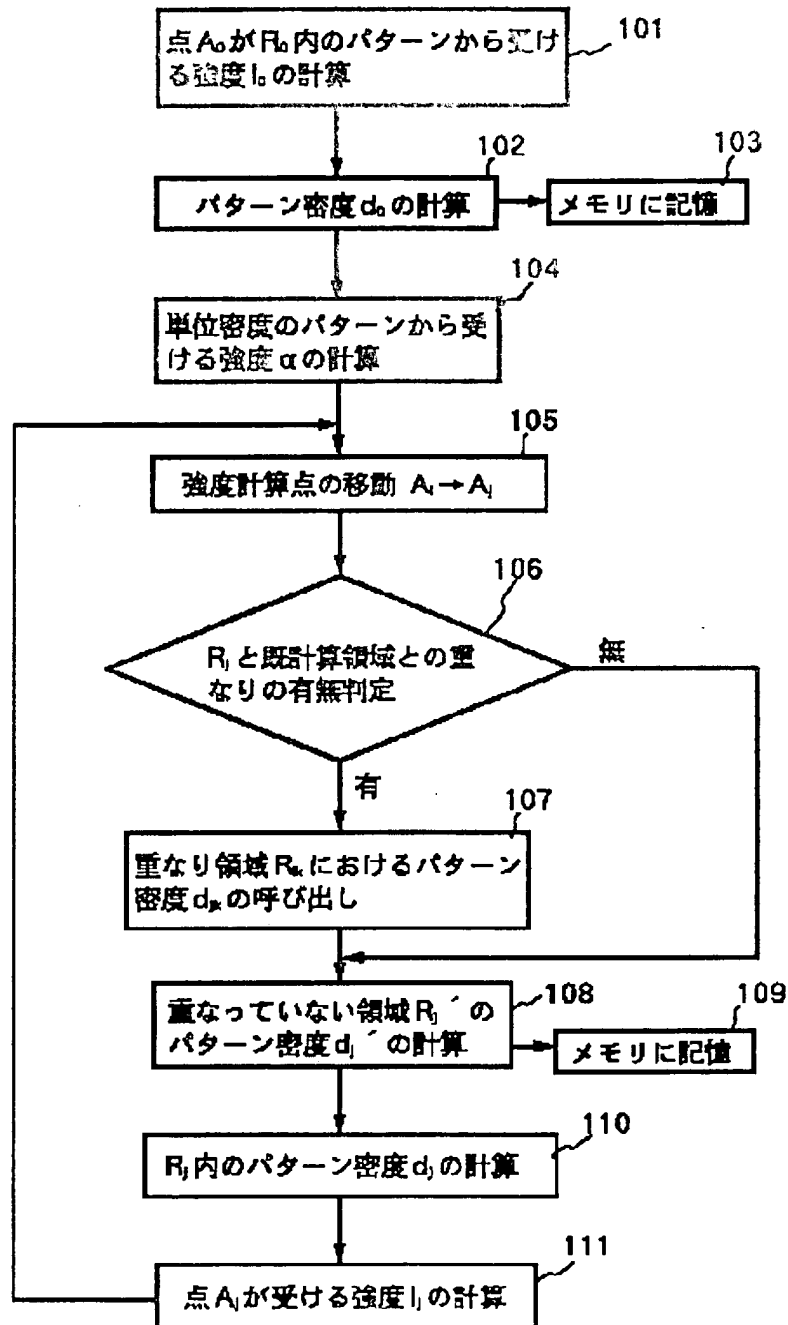 点A₀がR₀内のパターンから受け
る強度I₀の計算
101
102
パターン密度d₀の計算
103
メモリに記憶
104
単位密度のパターンから受
ける強度αの計算
105
強度計算点の移動 Aᵢ→Aⱼ
106
Rⱼと既計算領域との重
なりの有無判定
無
有
107
重なり領域Rⱼₖにおけるパターン
密度dⱼₖの呼び出し
108
重なっていない領域Rⱼ´の
パターン密度dⱼ´の計算
109
メモリに記憶
110
Rⱼ内のパターン密度dⱼの計算
111
点Aⱼが受ける強度Iⱼの計算